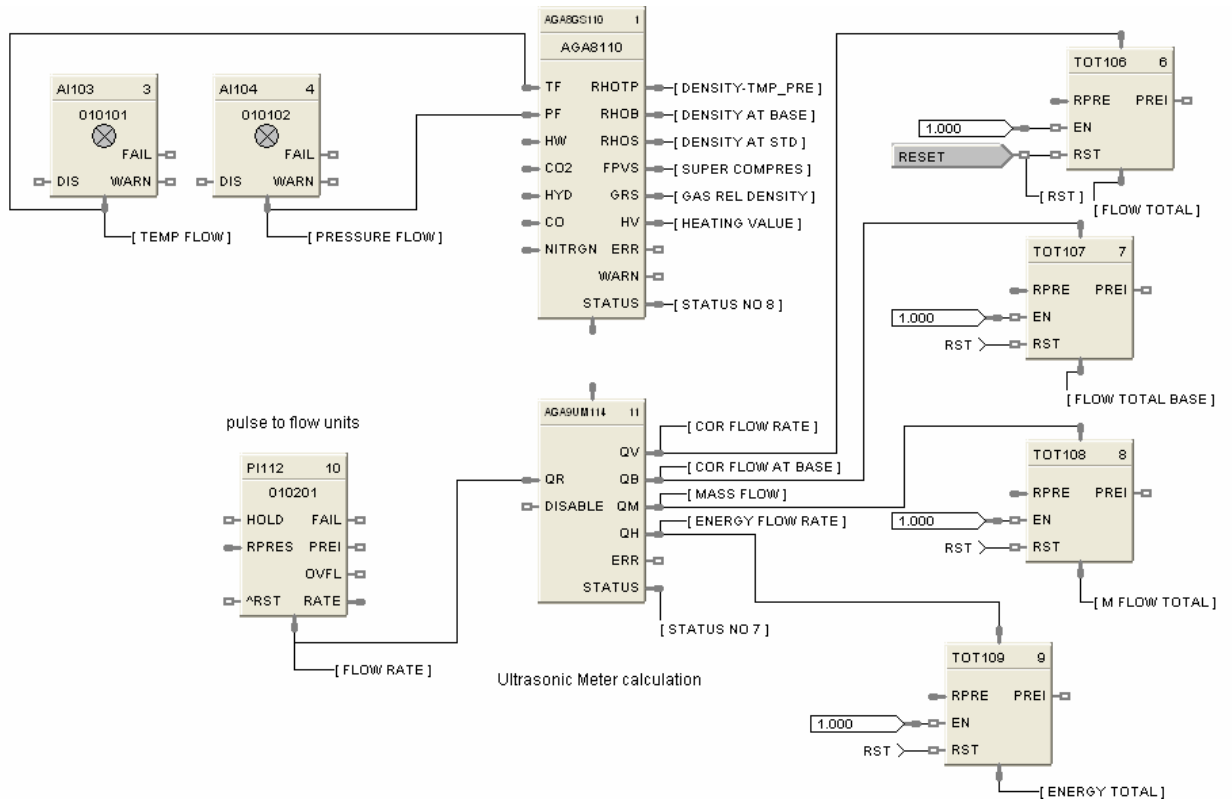 AGA8GS110 1
AGA8110
TF RHOTP [ DENSITY-TMP_PRE ]
PF RHOB [ DENSITY AT BASE ]
HW RHOS [ DENSITY AT STD ]
CO2 FPVS [ SUPER COMPRES ]
HYD GRS [ GAS REL DENSITY ]
CO HV [ HEATING VALUE ]
NITRGN ERR
WARN
STATUS [ STATUS NO 8 ]
AI103 3
010101
FAIL
DIS WARN
[ TEMP FLOW ]
AI104 4
010102
FAIL
DIS WARN
[ PRESSURE FLOW ]
TOT106 6
RPRE PREI
1.000 EN
RESET RST
[ RST ]
[ FLOW TOTAL ]
TOT107 7
RPRE PREI
1.000 EN
RST RST
[ FLOW TOTAL BASE ]
pulse to flow units
PI112 10
010201
HOLD FAIL
RPRES PREI
OVFL
^RST RATE
[ FLOW RATE ]
AGA9UM114 11
QV [ COR FLOW RATE ]
QR QB [ COR FLOW AT BASE ]
DISABLE QM [ MASS FLOW ]
QH [ ENERGY FLOW RATE ]
ERR
STATUS
[ STATUS NO 7 ]
Ultrasonic Meter calculation
TOT108 8
RPRE PREI
1.000 EN
RST RST
[ M FLOW TOTAL ]
TOT109 9
RPRE PREI
1.000 EN
RST RST
[ ENERGY TOTAL ]